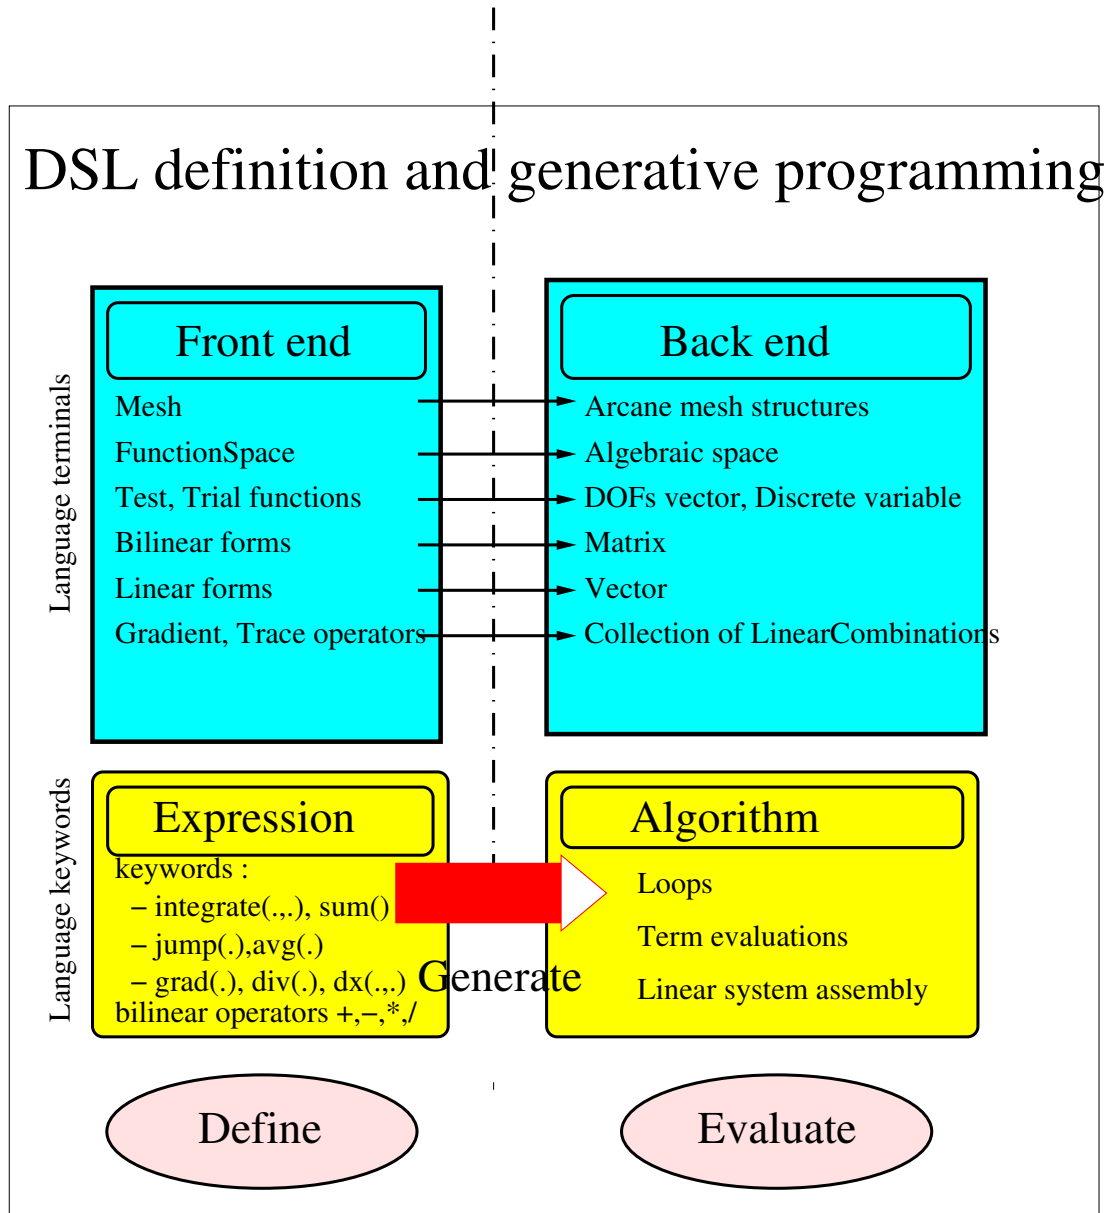 DSL definition and generative programming
Language terminals
Front end
Mesh
FunctionSpace
Test, Trial functions
Bilinear forms
Linear forms
Gradient, Trace operators
Back end
Arcane mesh structures
Algebraic space
DOFs vector, Discrete variable
Matrix
Vector
Collection of LinearCombinations
Language keywords
Expression
keywords :
− integrate(.,.), sum()
− jump(.),avg(.)
− grad(.), div(.), dx(.,.)
bilinear operators +,−,*,/
Generate
Algorithm
Loops
Term evaluations
Linear system assembly
Define
Evaluate